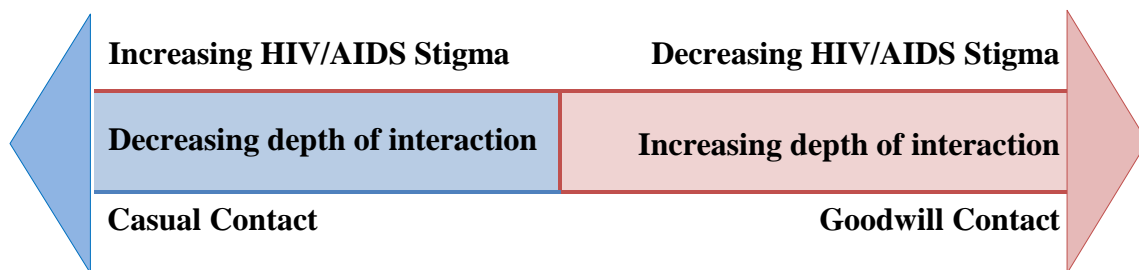 Increasing HIV/AIDS Stigma
Decreasing HIV/AIDS Stigma
Decreasing depth of interaction
Increasing depth of interaction
Casual Contact
Goodwill Contact